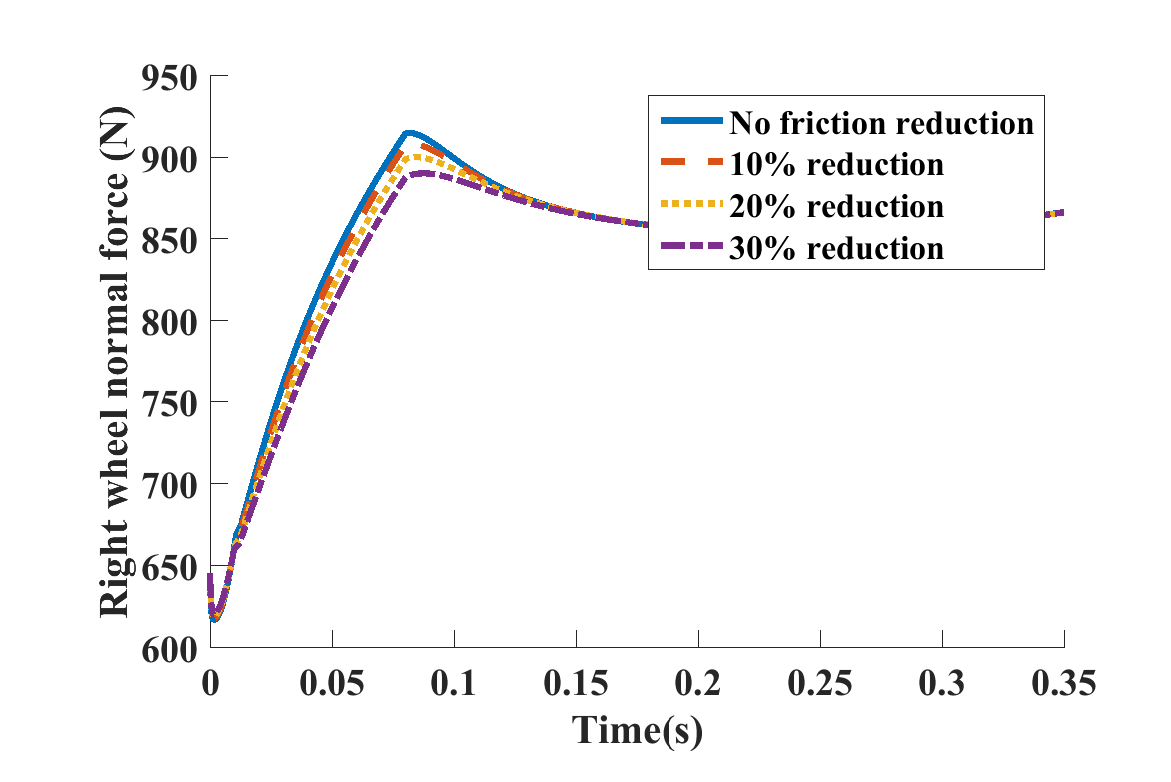 950
900
850
800
750
700
650
600
Right wheel normal force (N)
No friction reduction
10% reduction
20% reduction
30% reduction
0 0.05 0.1 0.15 0.2 0.25 0.3 0.35
Time(s)